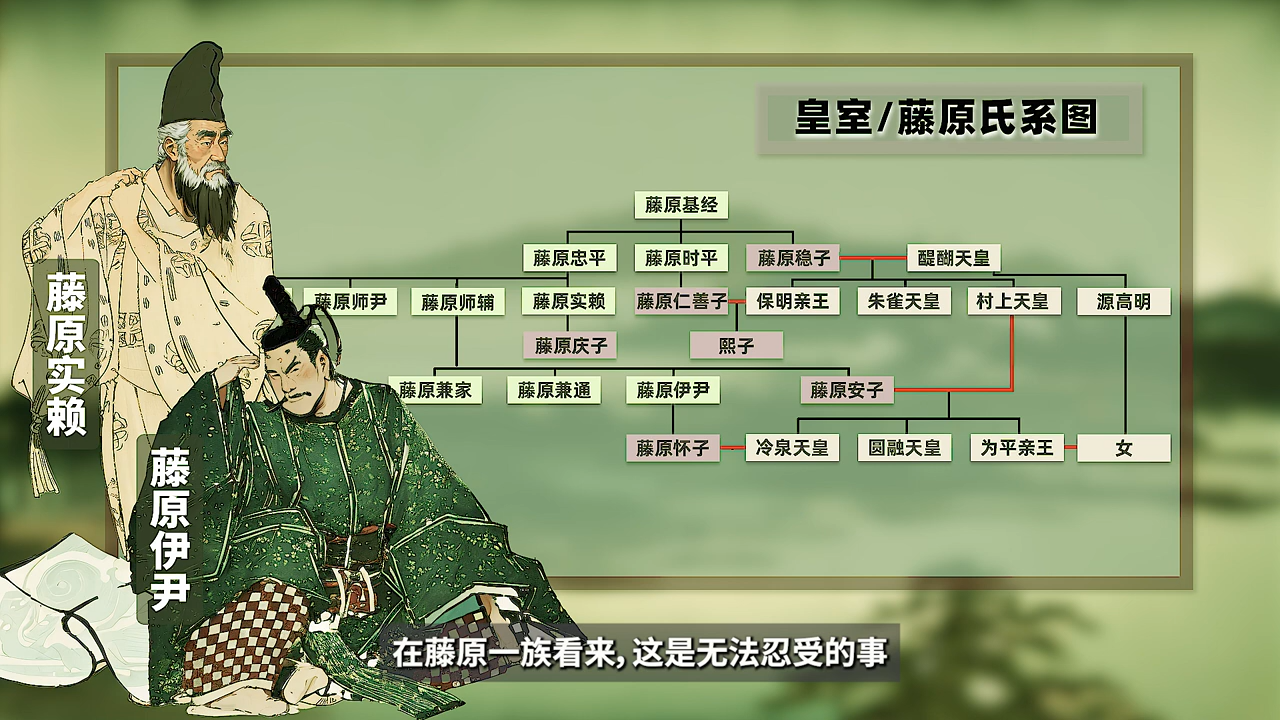 皇室/藤原氏系图
藤原基经
藤原忠平
藤原时平
藤原稳子
醍醐天皇
藤原师尹
藤原师辅
藤原实赖
藤原仁善子
保明亲王
朱雀天皇
村上天皇
源高明
藤原庆子
熙子
藤原兼家
藤原兼通
藤原伊尹
藤原安子
藤原怀子
冷泉天皇
圆融天皇
为平亲王
女
藤原实赖
藤原伊尹
在藤原一族看来,这是无法忍受的事